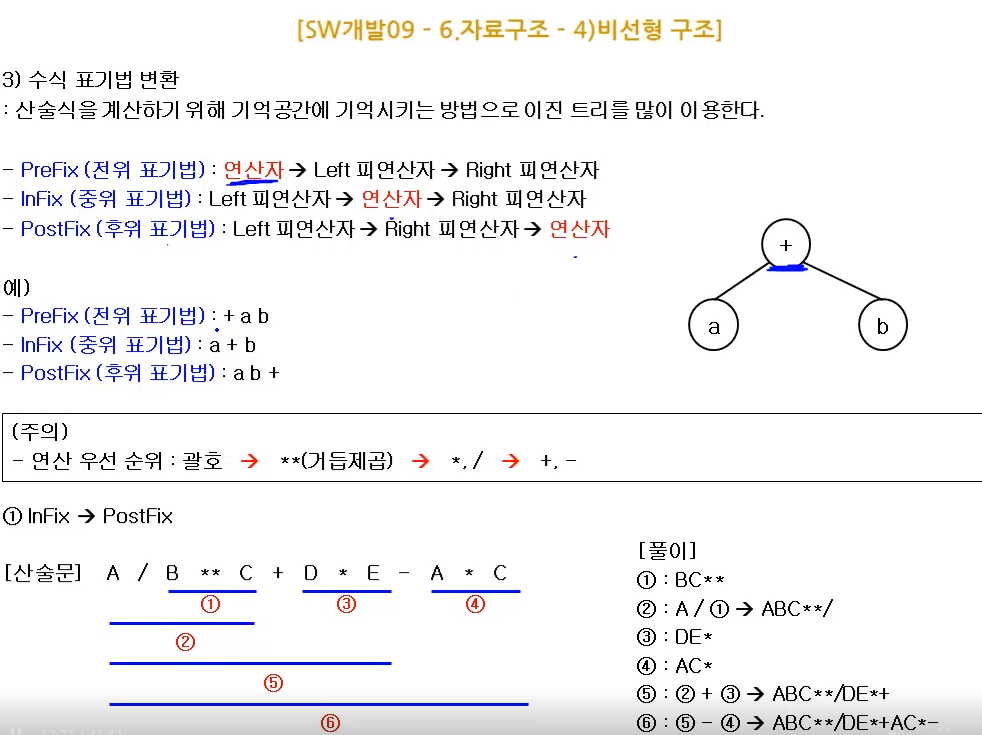 [SW개발09 - 6.자료구조 - 4)비선형 구조]
3) 수식 표기법 변환
: 산술식을 계산하기 위해 기억공간에 기억시키는 방법으로 이진 트리를 많이 이용한다.
- PreFix (전위 표기법) : 연산자 → Left 피연산자 → Right 피연산자
- InFix (중위 표기법) : Left 피연산자 → 연산자 → Right 피연산자
- PostFix (후위 표기법) : Left 피연산자 → Right 피연산자 → 연산자
+
a
b
예)
- PreFix (전위 표기법) : + a b
- InFix (중위 표기법) : a + b
- PostFix (후위 표기법) : a b +
(주의)
- 연산 우선 순위 : 괄호 → **(거듭제곱) → *, / → +, -
① InFix → PostFix
[산술문] A / B ** C + D * E - A * C
① ③ ④
②
⑤
⑥
[풀이]
① : BC**
② : A / ① → ABC**/
③ : DE*
④ : AC*
⑤ : ② + ③ → ABC**/DE*+
⑥ : ⑤ - ④ → ABC**/DE*+AC*-